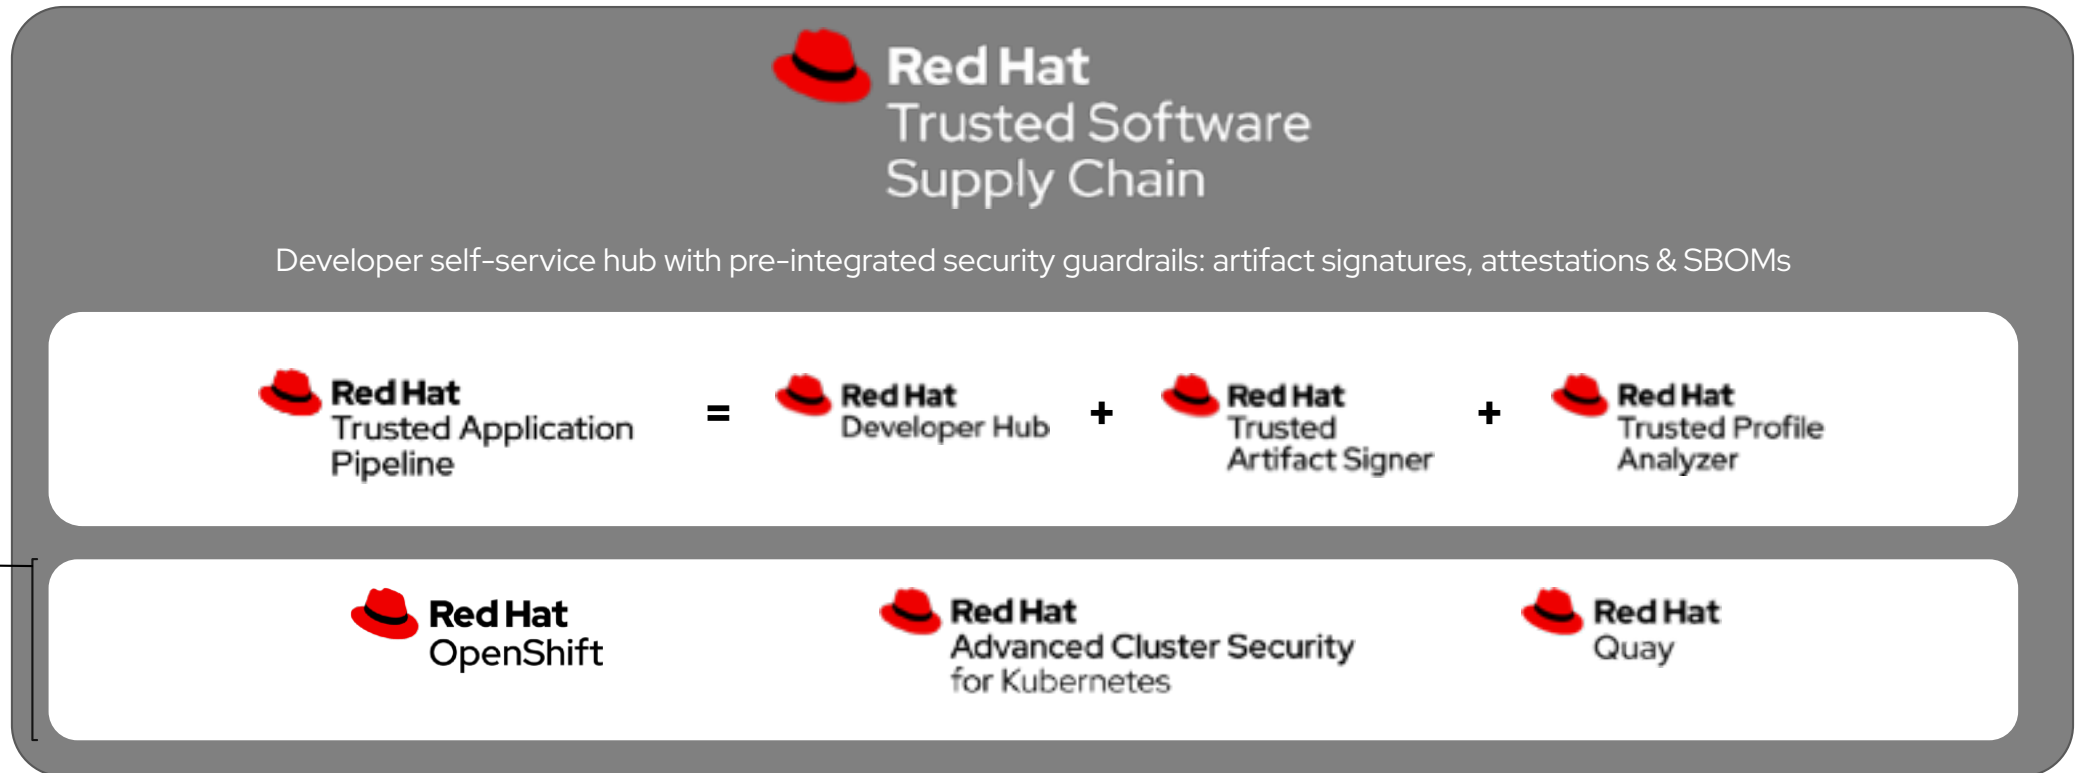 Red Hat
Trusted Software
Supply Chain
Developer self-service hub with pre-integrated security guardrails: artifact signatures, attestations & SBOMs
Red Hat
Trusted Application
Pipeline
=
Red Hat
Developer Hub
+
Red Hat
Trusted
Artifact Signer
+
Red Hat
Trusted Profile
Analyzer
Red Hat
OpenShift
Red Hat
Advanced Cluster Security
for Kubernetes
Red Hat
Quay